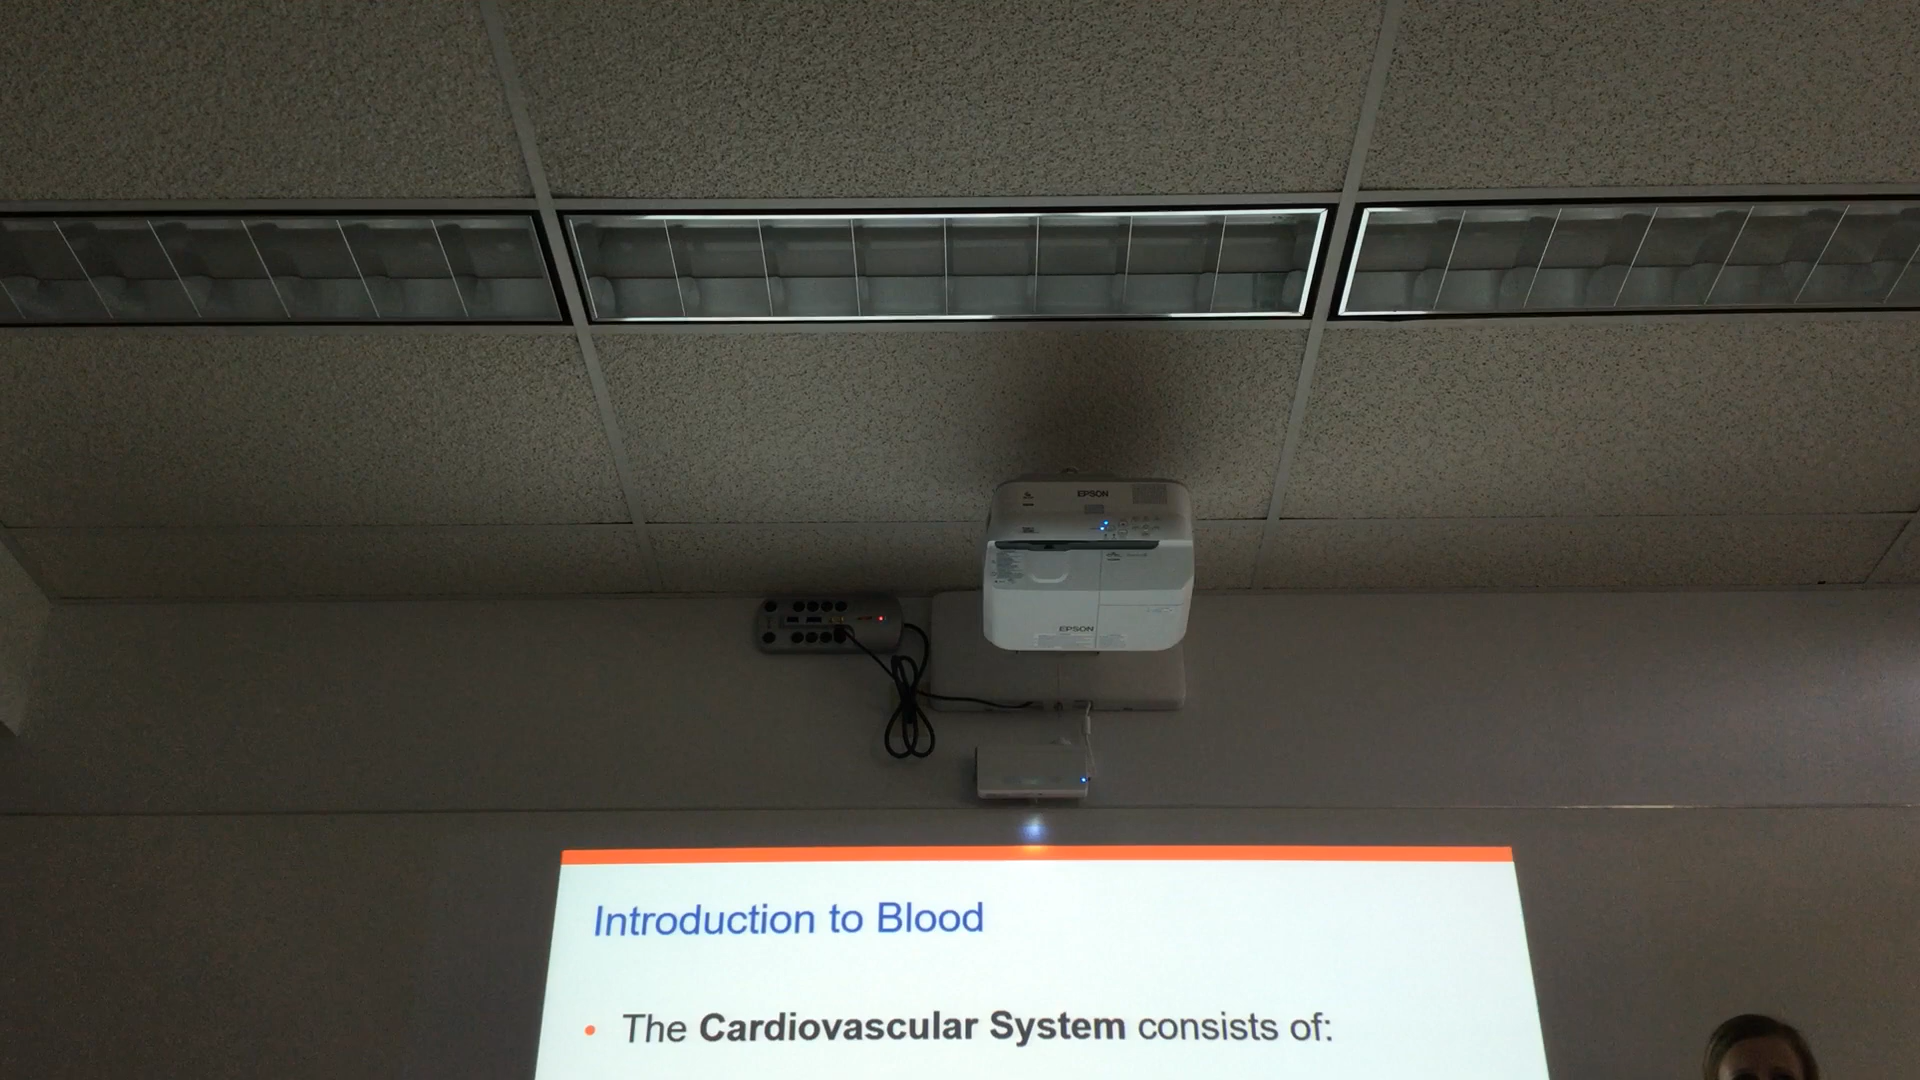 EPSON
EPSON
Introduction to Blood
• The Cardiovascular System consists of: